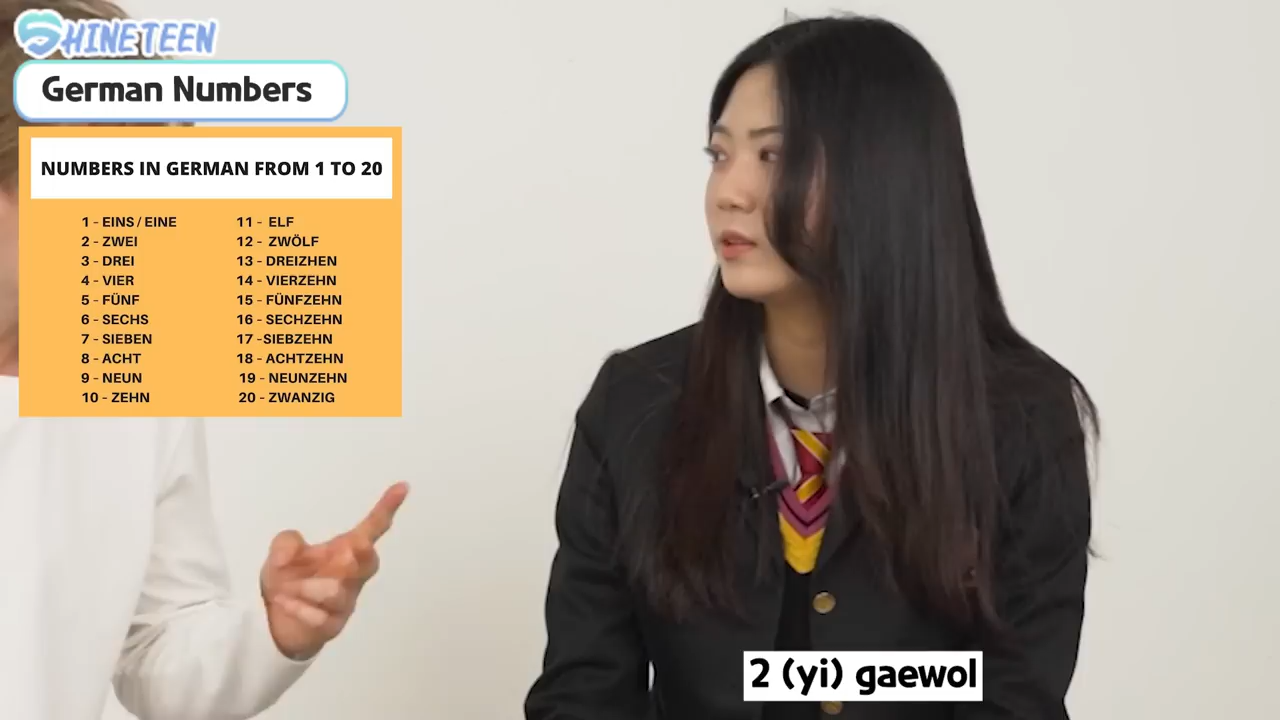 SHINETEEN
German Numbers
NUMBERS IN GERMAN FROM 1 TO 20
1 - EINS / EINE
2 - ZWEI
3 - DREI
4 - VIER
5 - FÜNF
6 - SECHS
7 - SIEBEN
8 - ACHT
9 - NEUN
10 - ZEHN
11 - ELF
12 - ZWÖLF
13 - DREIZHEN
14 - VIERZEHN
15 - FÜNFZEHN
16 - SECHZEHN
17 -SIEBZEHN
18 - ACHTZEHN
19 - NEUNZEHN
20 - ZWANZIG
2 (yi) gaewol